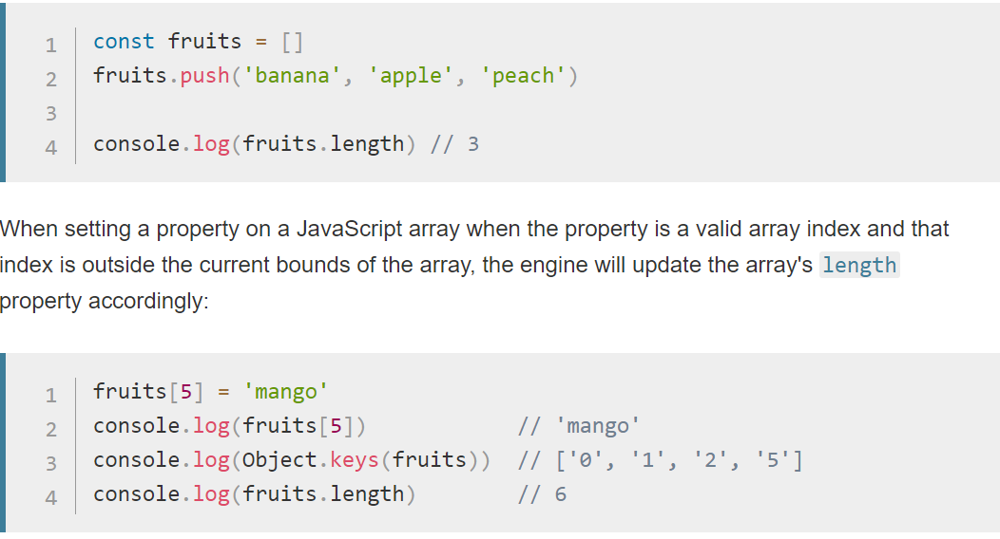 1 const fruits = []
2 fruits.push('banana', 'apple', 'peach')
3
4 console.log(fruits.length) // 3
When setting a property on a JavaScript array when the property is a valid array index and that
index is outside the current bounds of the array, the engine will update the array's length
property accordingly:
1 fruits[5] = 'mango'
2 console.log(fruits[5])            // 'mango'
3 console.log(Object.keys(fruits))  // ['0', '1', '2', '5']
4 console.log(fruits.length)        // 6